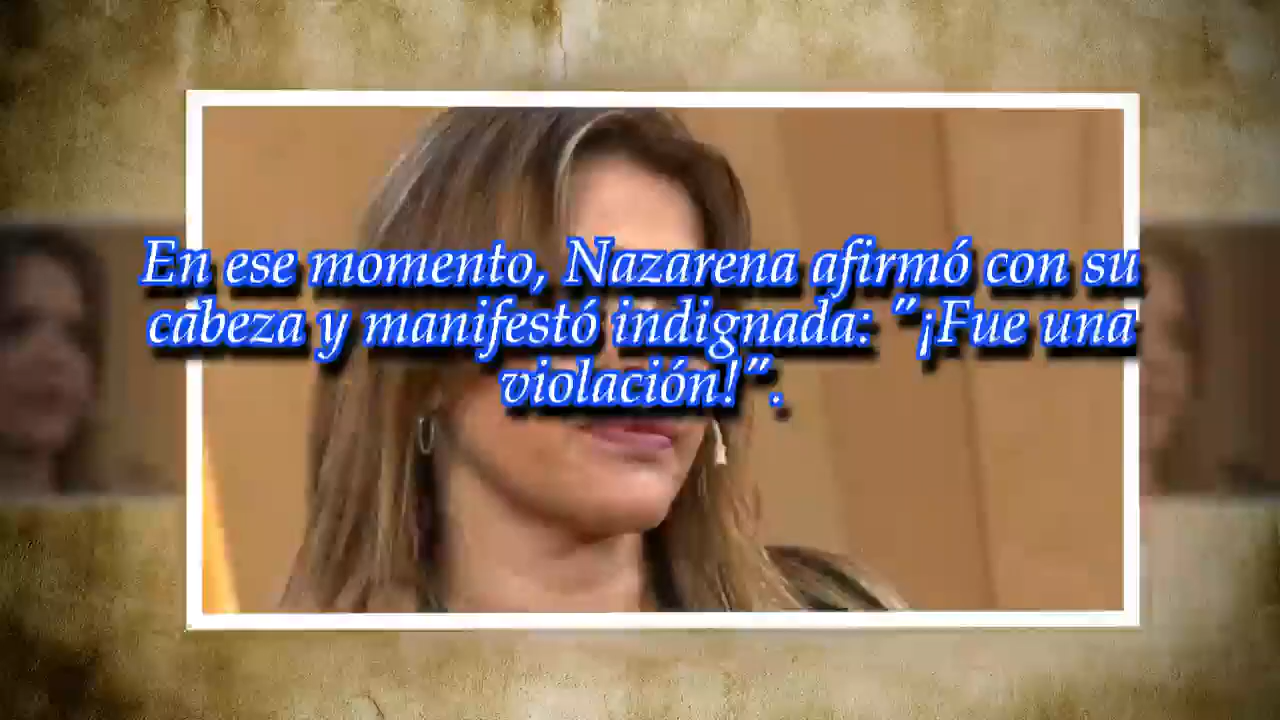 En ese momento, Nazarena afirmó con su
cabeza y manifestó indignada: "¡Fue una
violación!".